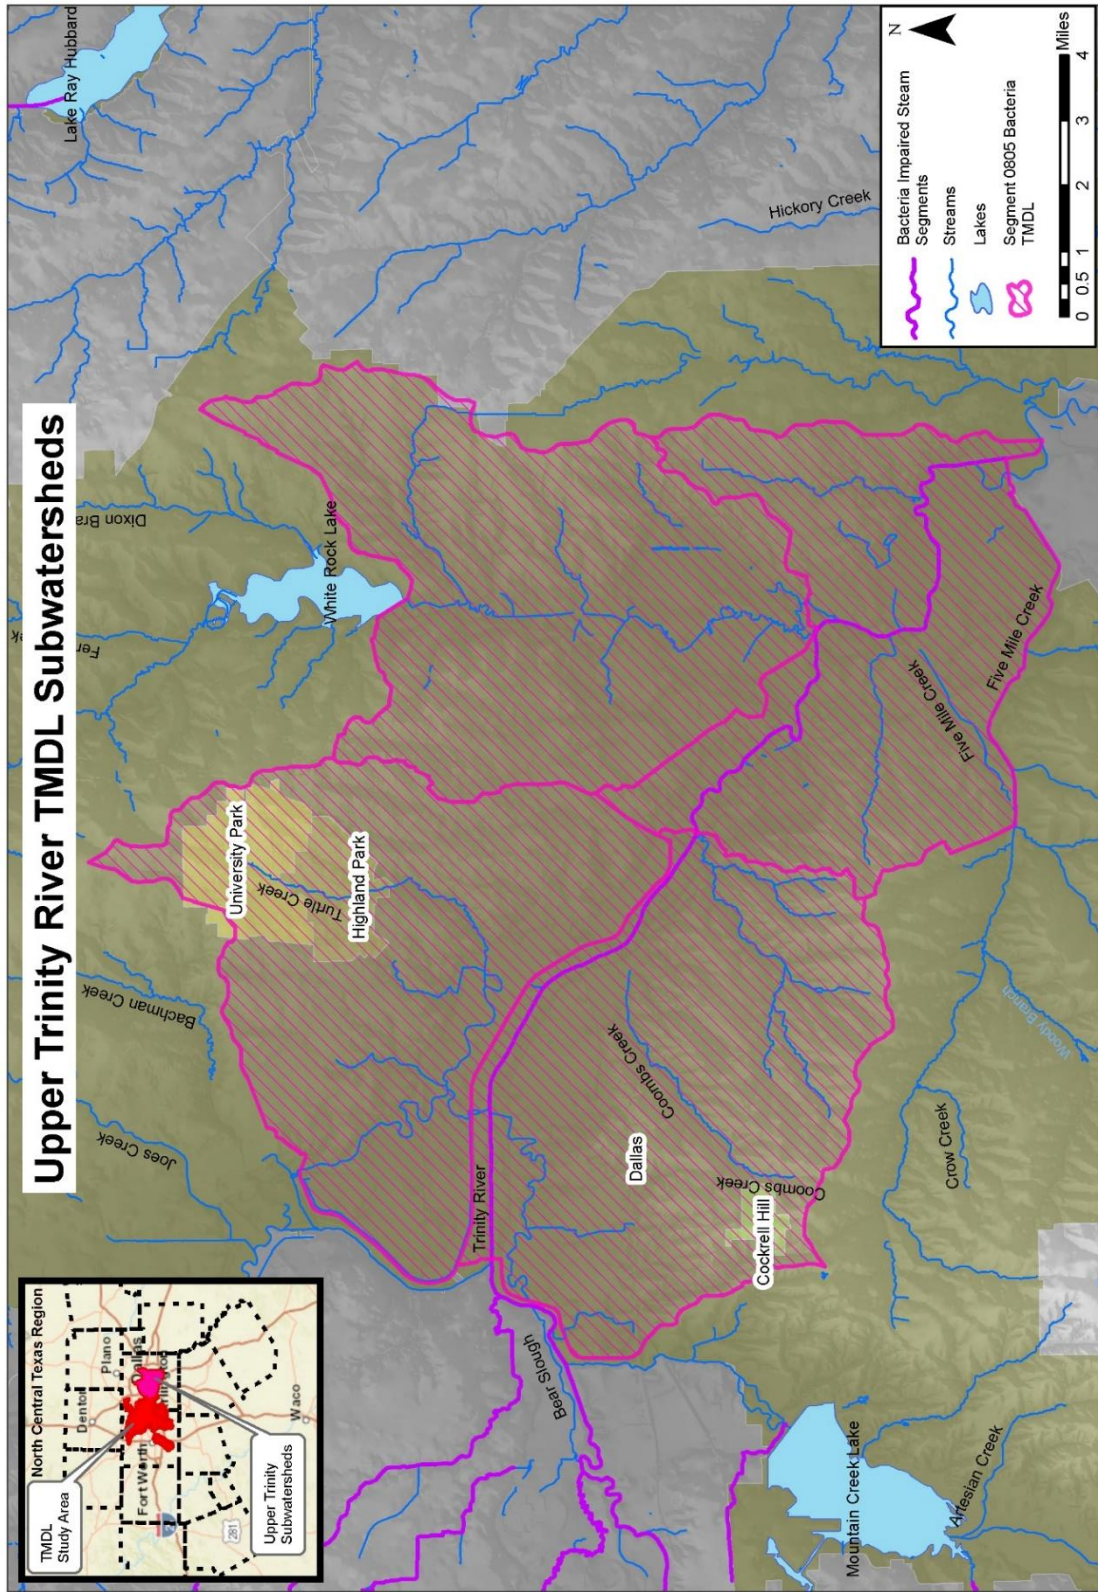 Upper Trinity River TMDL Subwatersheds
North Central Texas Region
TMDL
Study Area
Denton
Plano
Dallas
Fort Worth
281
Waco
Upper Trinity
Subwatersheds
Joes Creek
Bachman Creek
University Park
Turtle Creek
Highland Park
Dixon Bra
White Rock Lake
Lake Ray Hubbard
Trinity River
Bear Slough
Dallas
Coombs Creek
Coombs Creek
Cockrell Hill
Five Mile Creek
Five Mile Creek
Hickory Creek
Mountain Creek Lake
Artesian Creek
Crow Creek
Woody Branch
N
Bacteria Impaired Steam
Segments
Streams
Lakes
Segment 0805 Bacteria
TMDL
0 0.5 1 2 3 4
Miles